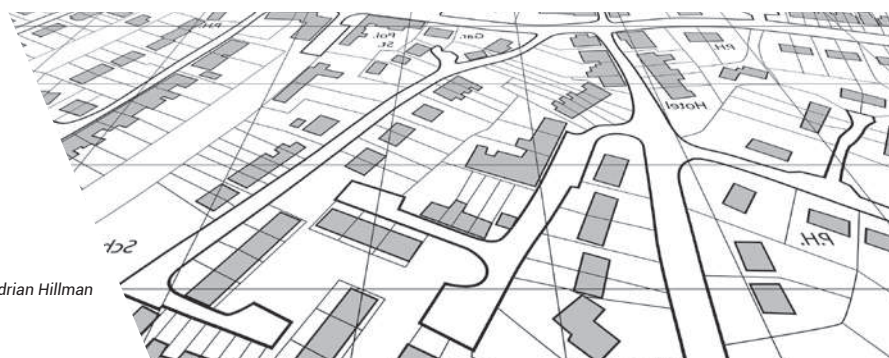 P.H.
Pol.
St.
Gar.
P.H.
Hotel
P.H.
Sch
drian Hillman